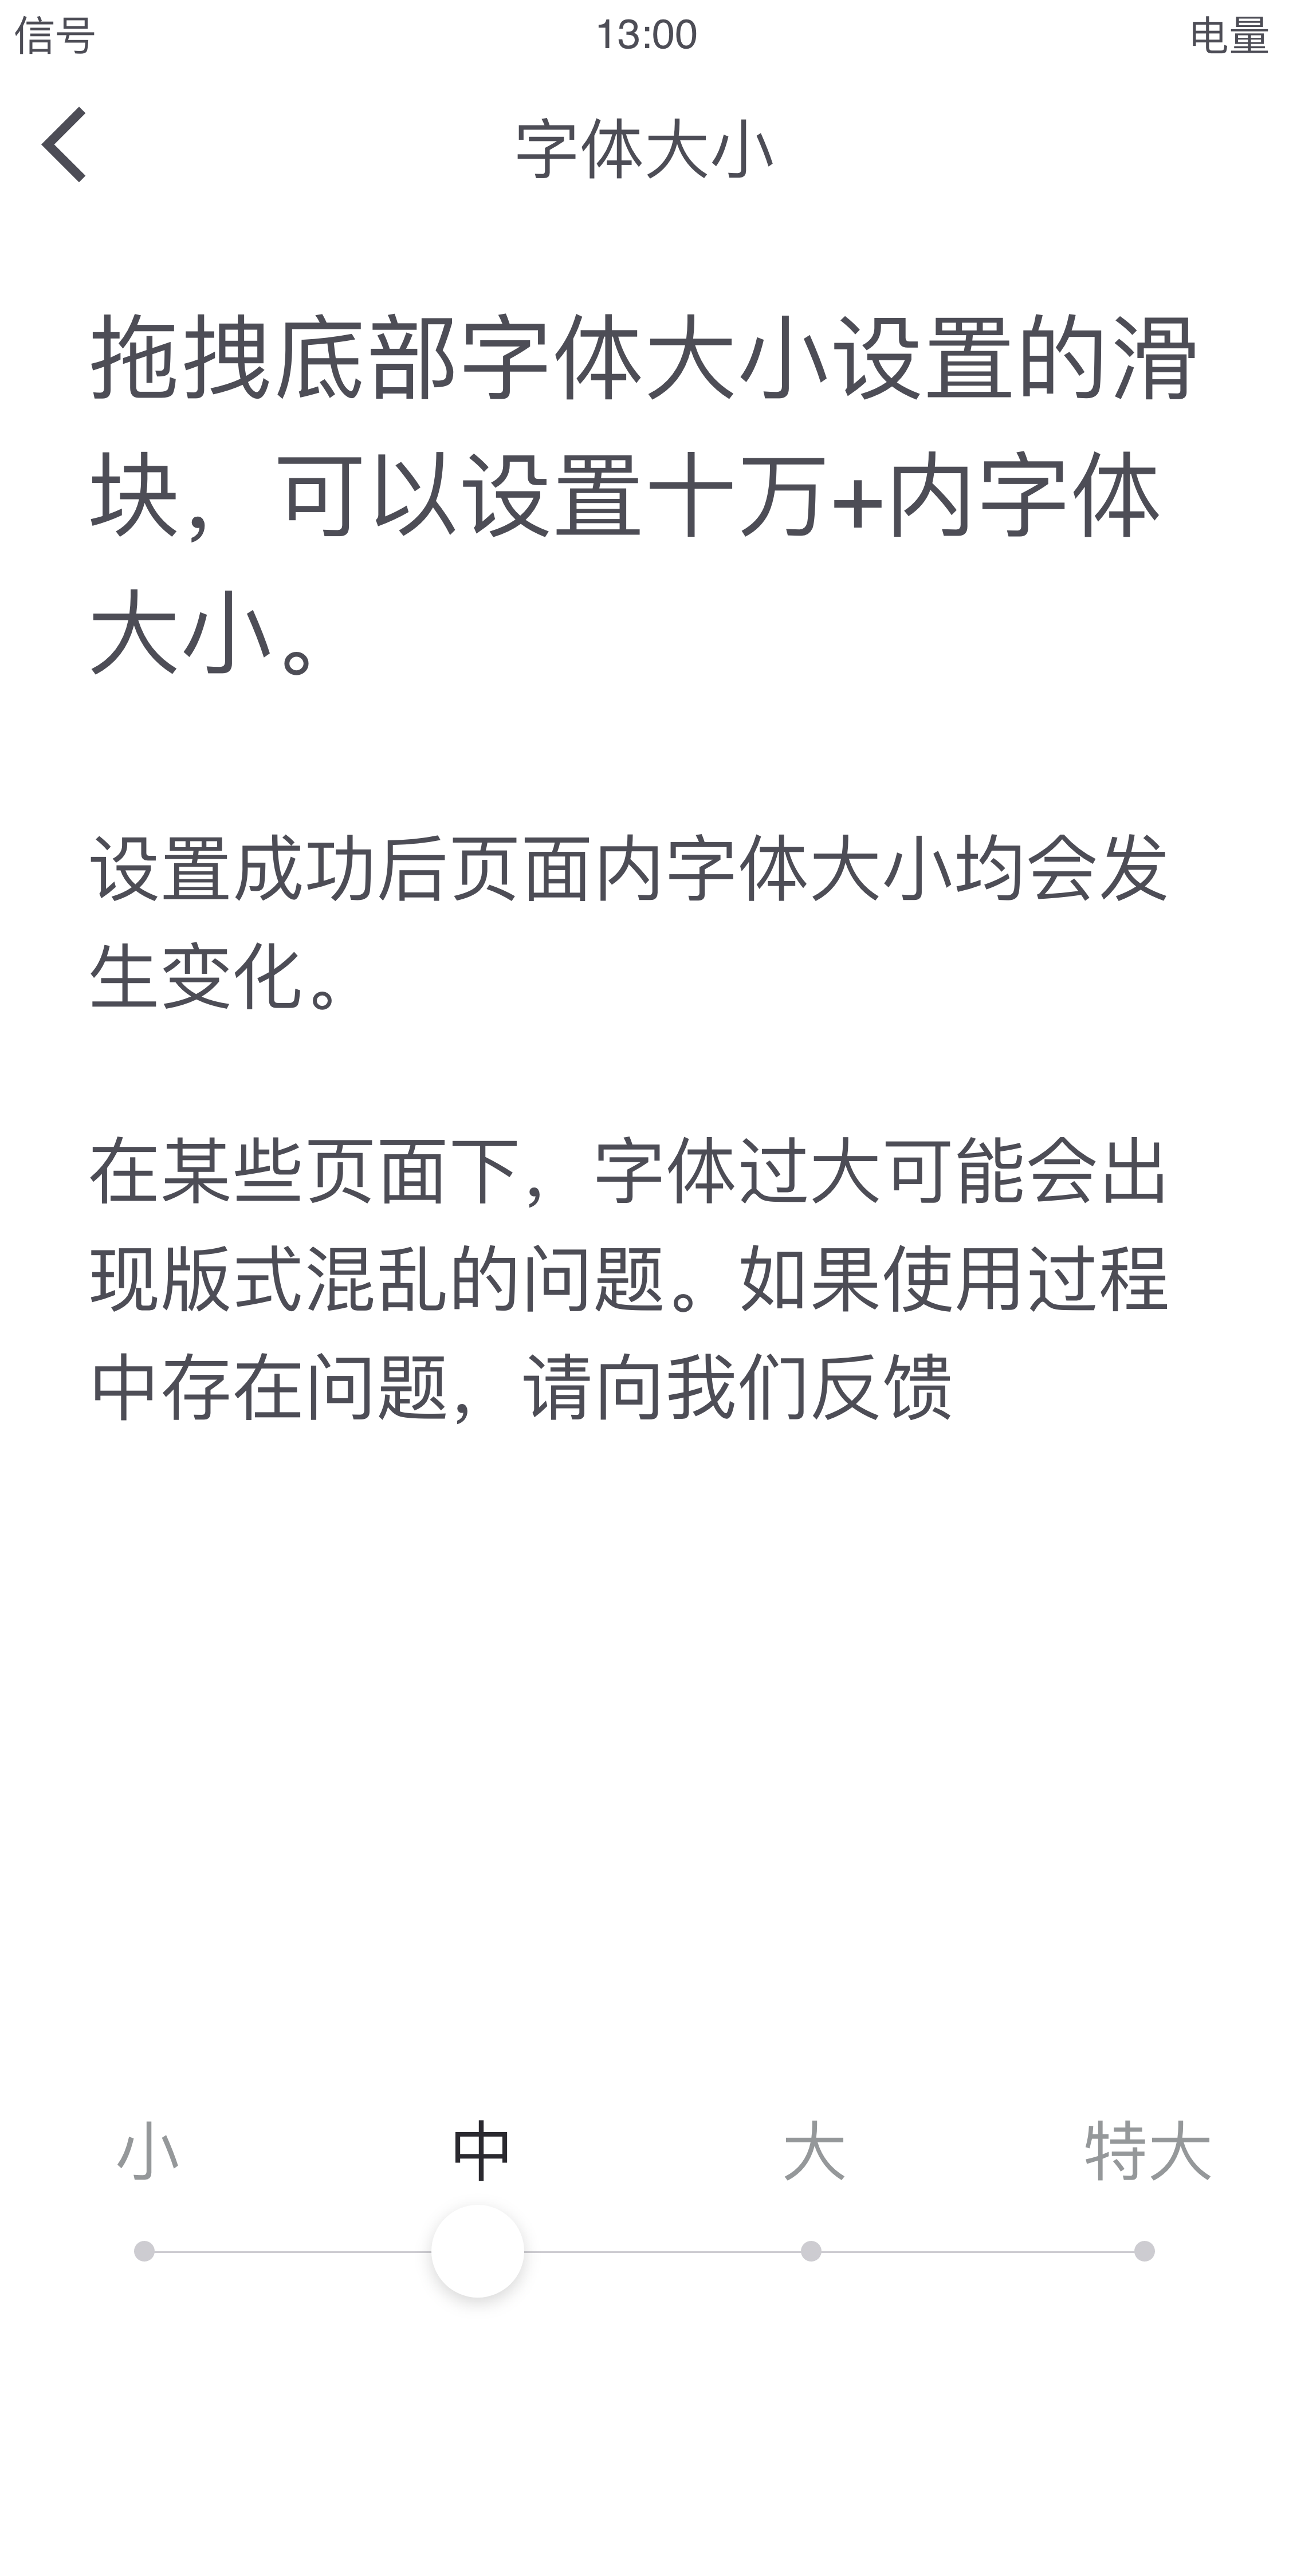 信号 13:00 电量
字体大小
拖拽底部字体大小设置的滑
块，可以设置十万+内字体
大小。
设置成功后页面内字体大小均会发
生变化。
在某些页面下，字体过大可能会出
现版式混乱的问题。如果使用过程
中存在问题，请向我们反馈
小 中 大 特大